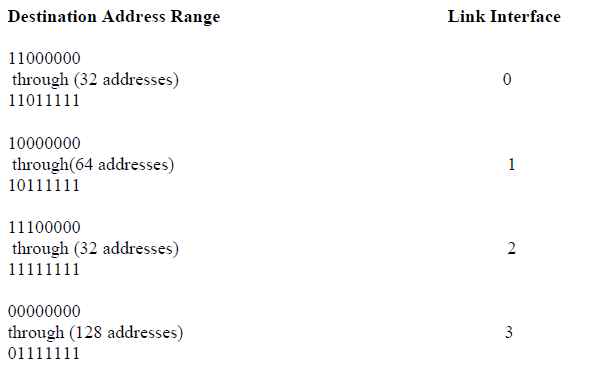 Destination Address Range Link Interface
11000000
through (32 addresses) 0
11011111
10000000
through(64 addresses) 1
10111111
11100000
through (32 addresses) 2
11111111
00000000
through (128 addresses) 3
01111111